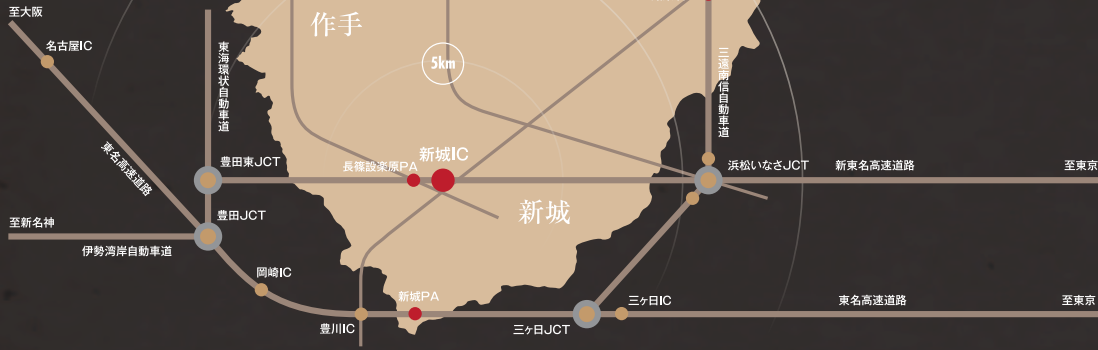 至大阪
作手
名古屋IC
東海環状自動車道
5km
三遠南信自動車道
東名高速道路
豊田東JCT
長篠設楽原PA
新城IC
浜松いなさJCT
新東名高速道路
至東京
新城
至新名神
豊田JCT
伊勢湾岸自動車道
岡崎IC
新城PA
豊川IC
三ヶ日JCT
三ヶ日IC
東名高速道路
至東京